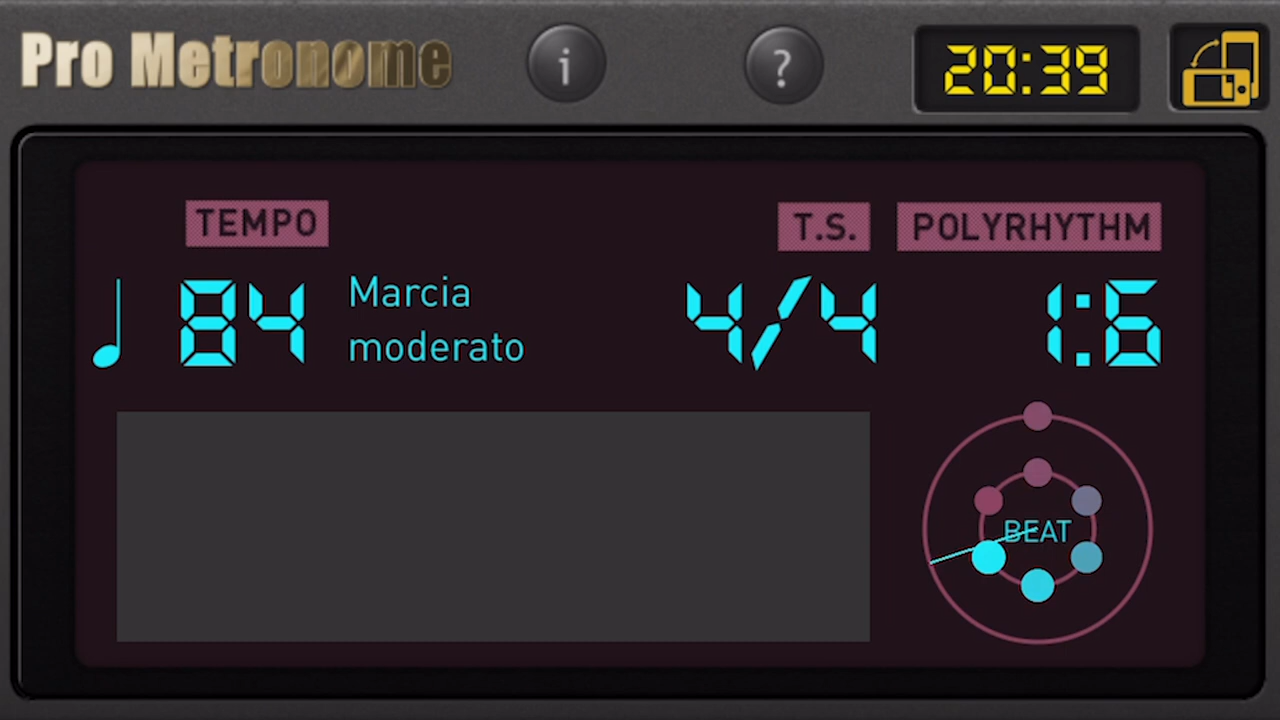 Pro Metronome
i
?
20:39
TEMPO
T.S.
POLYRHYTHM
84
Marcia
moderato
4/4
1:6
BEAT